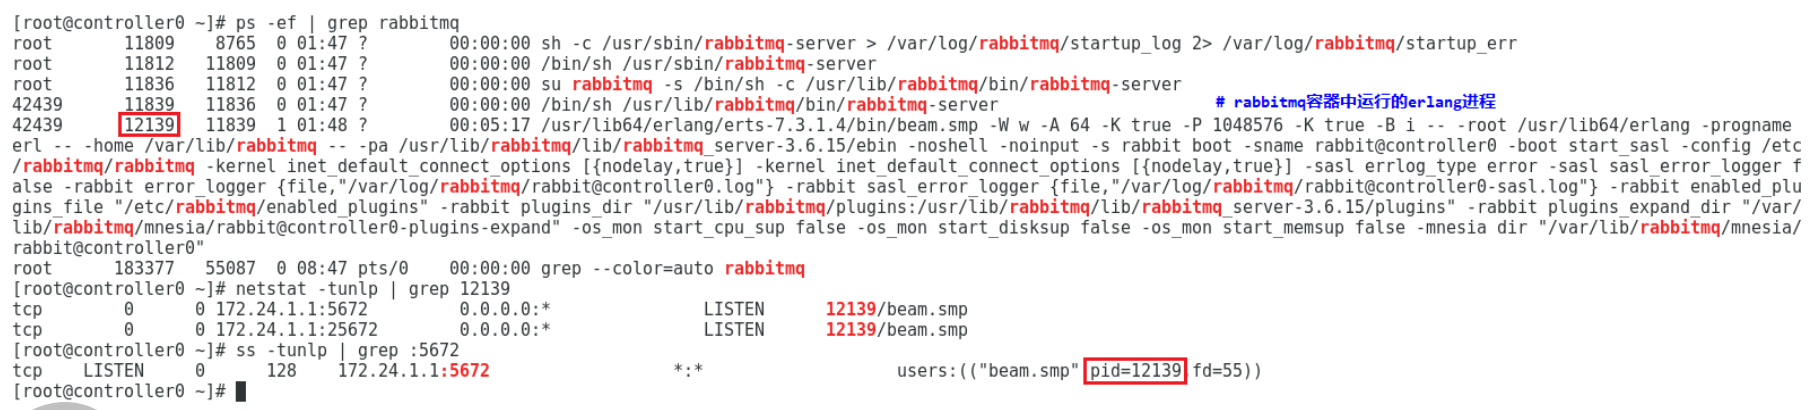 [root@controller0 ~]# ps -ef | grep rabbitmq
root 11809 8765 0 01:47 ? 00:00:00 sh -c /usr/sbin/rabbitmq-server > /var/log/rabbitmq/startup_log 2> /var/log/rabbitmq/startup_err
root 11812 11809 0 01:47 ? 00:00:00 /bin/sh /usr/sbin/rabbitmq-server
root 11836 11812 0 01:47 ? 00:00:00 su rabbitmq -s /bin/sh -c /usr/lib/rabbitmq/bin/rabbitmq-server
42439 11839 11836 0 01:47 ? 00:00:00 /bin/sh /usr/lib/rabbitmq/bin/rabbitmq-server # rabbitmq容器中运行的erlang进程
42439 12139 11839 1 01:48 ? 00:05:17 /usr/lib64/erlang/erts-7.3.1.4/bin/beam.smp -W w -A 64 -K true -P 1048576 -K true -B i -- -root /usr/lib64/erlang -progname
erl -- -home /var/lib/rabbitmq -- -pa /usr/lib/rabbitmq/lib/rabbitmq_server-3.6.15/ebin -noshell -noinput -s rabbit boot -sname rabbit@controller0 -boot start_sasl -config /etc
/rabbitmq/rabbitmq -kernel inet_default_connect_options [{nodelay,true}] -kernel inet_default_connect_options [{nodelay,true}] -sasl errlog_type error -sasl sasl_error_logger f
alse -rabbit error_logger {file,"/var/log/rabbitmq/rabbit@controller0.log"} -rabbit sasl_error_logger {file,"/var/log/rabbitmq/rabbit@controller0-sasl.log"} -rabbit enabled_plu
gins_file "/etc/rabbitmq/enabled_plugins" -rabbit plugins_dir "/usr/lib/rabbitmq/plugins:/usr/lib/rabbitmq/lib/rabbitmq_server-3.6.15/plugins" -rabbit plugins_expand_dir "/var/
lib/rabbitmq/mnesia/rabbit@controller0-plugins-expand" -os_mon start_cpu_sup false -os_mon start_disksup false -os_mon start_memsup false -mnesia dir "/var/lib/rabbitmq/mnesia/
rabbit@controller0"
root 183377 55087 0 08:47 pts/0 00:00:00 grep --color=auto rabbitmq
[root@controller0 ~]# netstat -tunlp | grep 12139
tcp 0 0 172.24.1.1:5672 0.0.0.0:* LISTEN 12139/beam.smp
tcp 0 0 172.24.1.1:25672 0.0.0.0:* LISTEN 12139/beam.smp
[root@controller0 ~]# ss -tunlp | grep :5672
tcp LISTEN 0 128 172.24.1.1:5672 *:* users:(("beam.smp",pid=12139,fd=55))
[root@controller0 ~]#